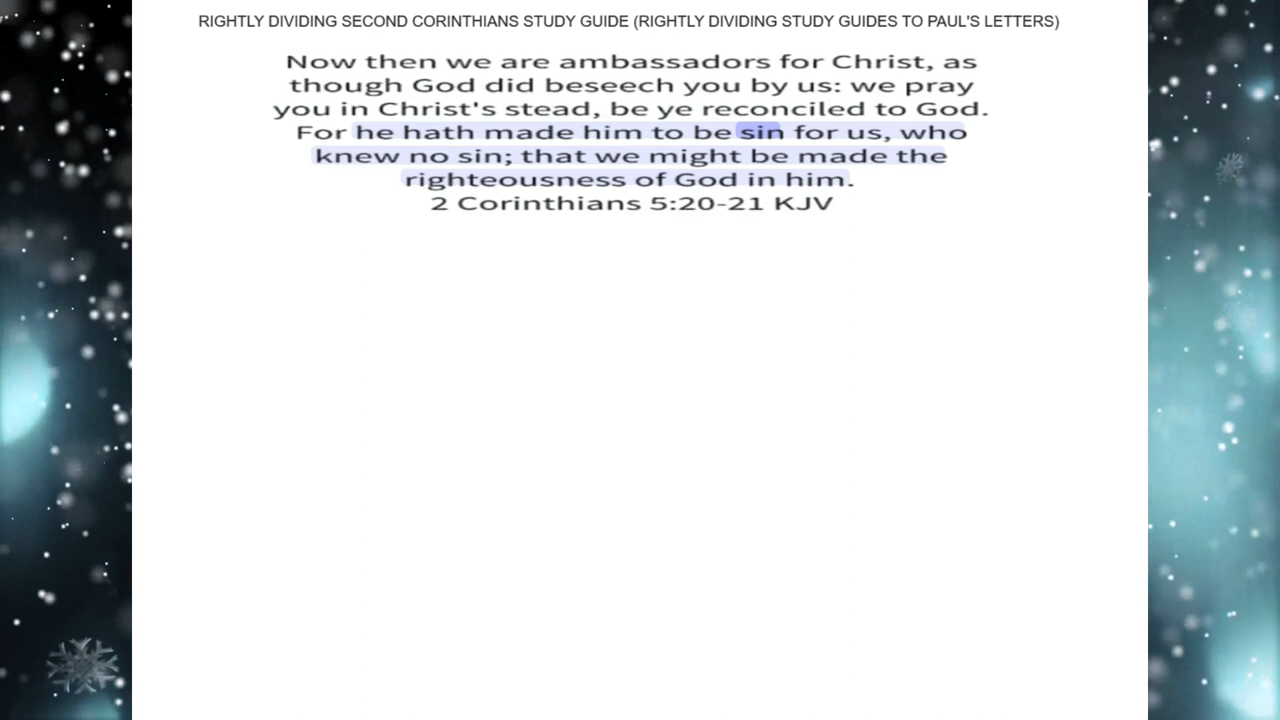 RIGHTLY DIVIDING SECOND CORINTHIANS STUDY GUIDE (RIGHTLY DIVIDING STUDY GUIDES TO PAUL'S LETTERS)
Now then we are ambassadors for Christ, as
though God did beseech you by us: we pray
you in Christ's stead, be ye reconciled to God.
For he hath made him to be sin for us, who
knew no sin; that we might be made the
righteousness of God in him.
2 Corinthians 5:20-21 KJV